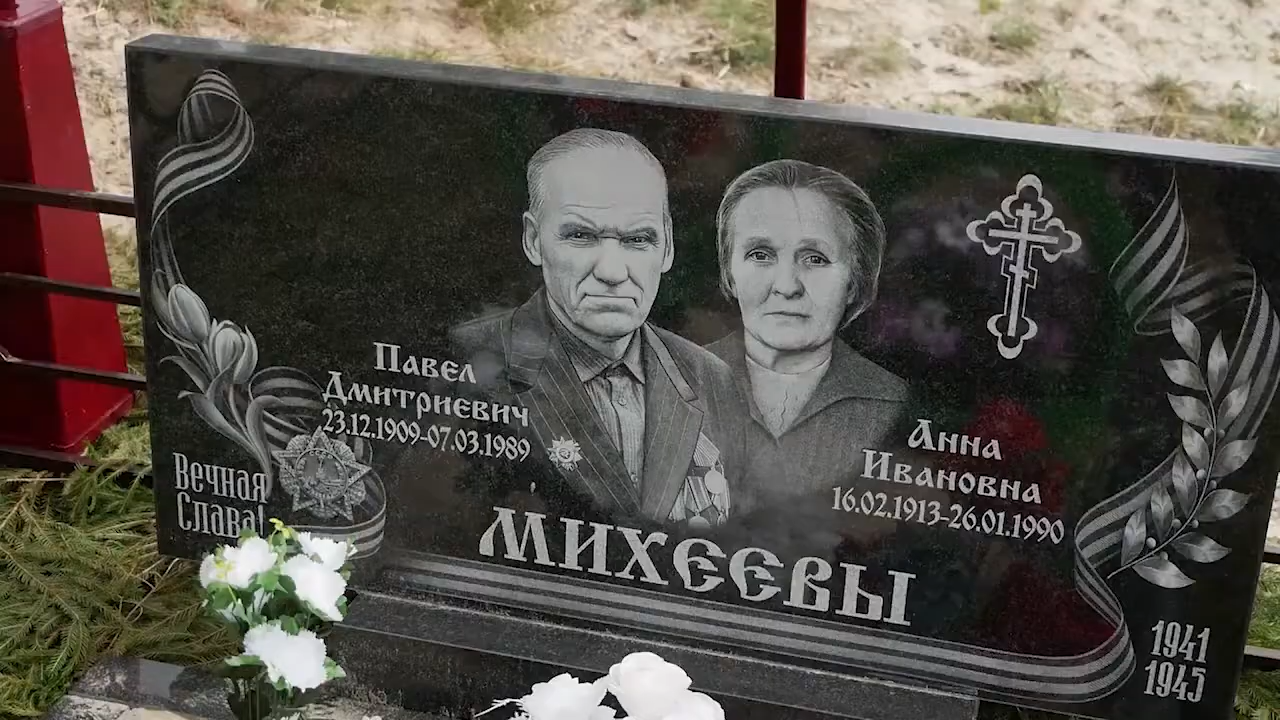 Павел
Дмитриевич
23.12.1909-07.03.1989
Анна
Ивановна
16.02.1913-26.01.1990
Вечная
Слава!
МИХЕЕВЫ
1941
1945